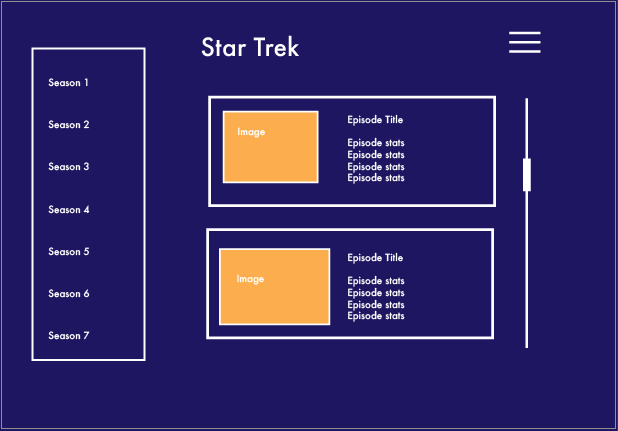 Star Trek
Season 1
Season 2
Season 3
Season 4
Season 5
Season 6
Season 7
Image
Episode Title
Episode stats
Episode stats
Episode stats
Episode stats
Image
Episode Title
Episode stats
Episode stats
Episode stats
Episode stats